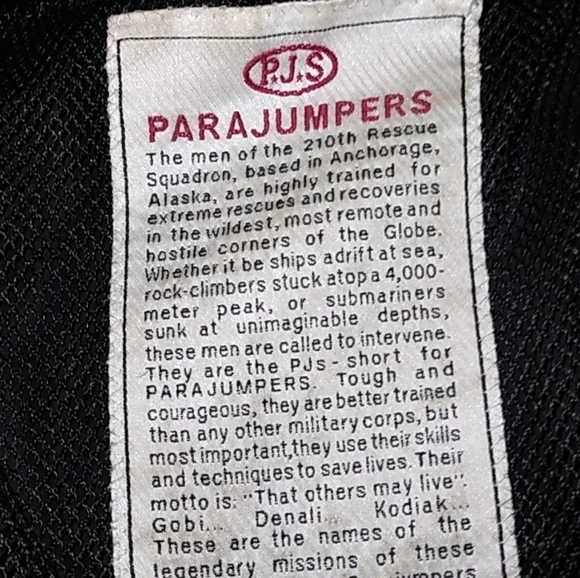 P.J.S
PARAJUMPERS
The men of the 210th Rescue
Squadron, based in Anchorage,
Alaska, are highly trained for
extreme rescues and recoveries
in the wildest, most remote and
hostile corners of the Globe.
Whether it be ships adrift at sea,
rock-climbers stuck atop a 4,000-
meter peak, or submariners
sunk at unimaginable depths,
these men are called to intervene.
They are the PJs - short for
PARAJUMPERS. Tough and
courageous, they are better trained
than any other military corps, but
most important,they use their skills
and techniques to save lives. Their
motto is: "That others may live".
Gobi... Denali... Kodiak...
These are the names of the
legendary missions of these